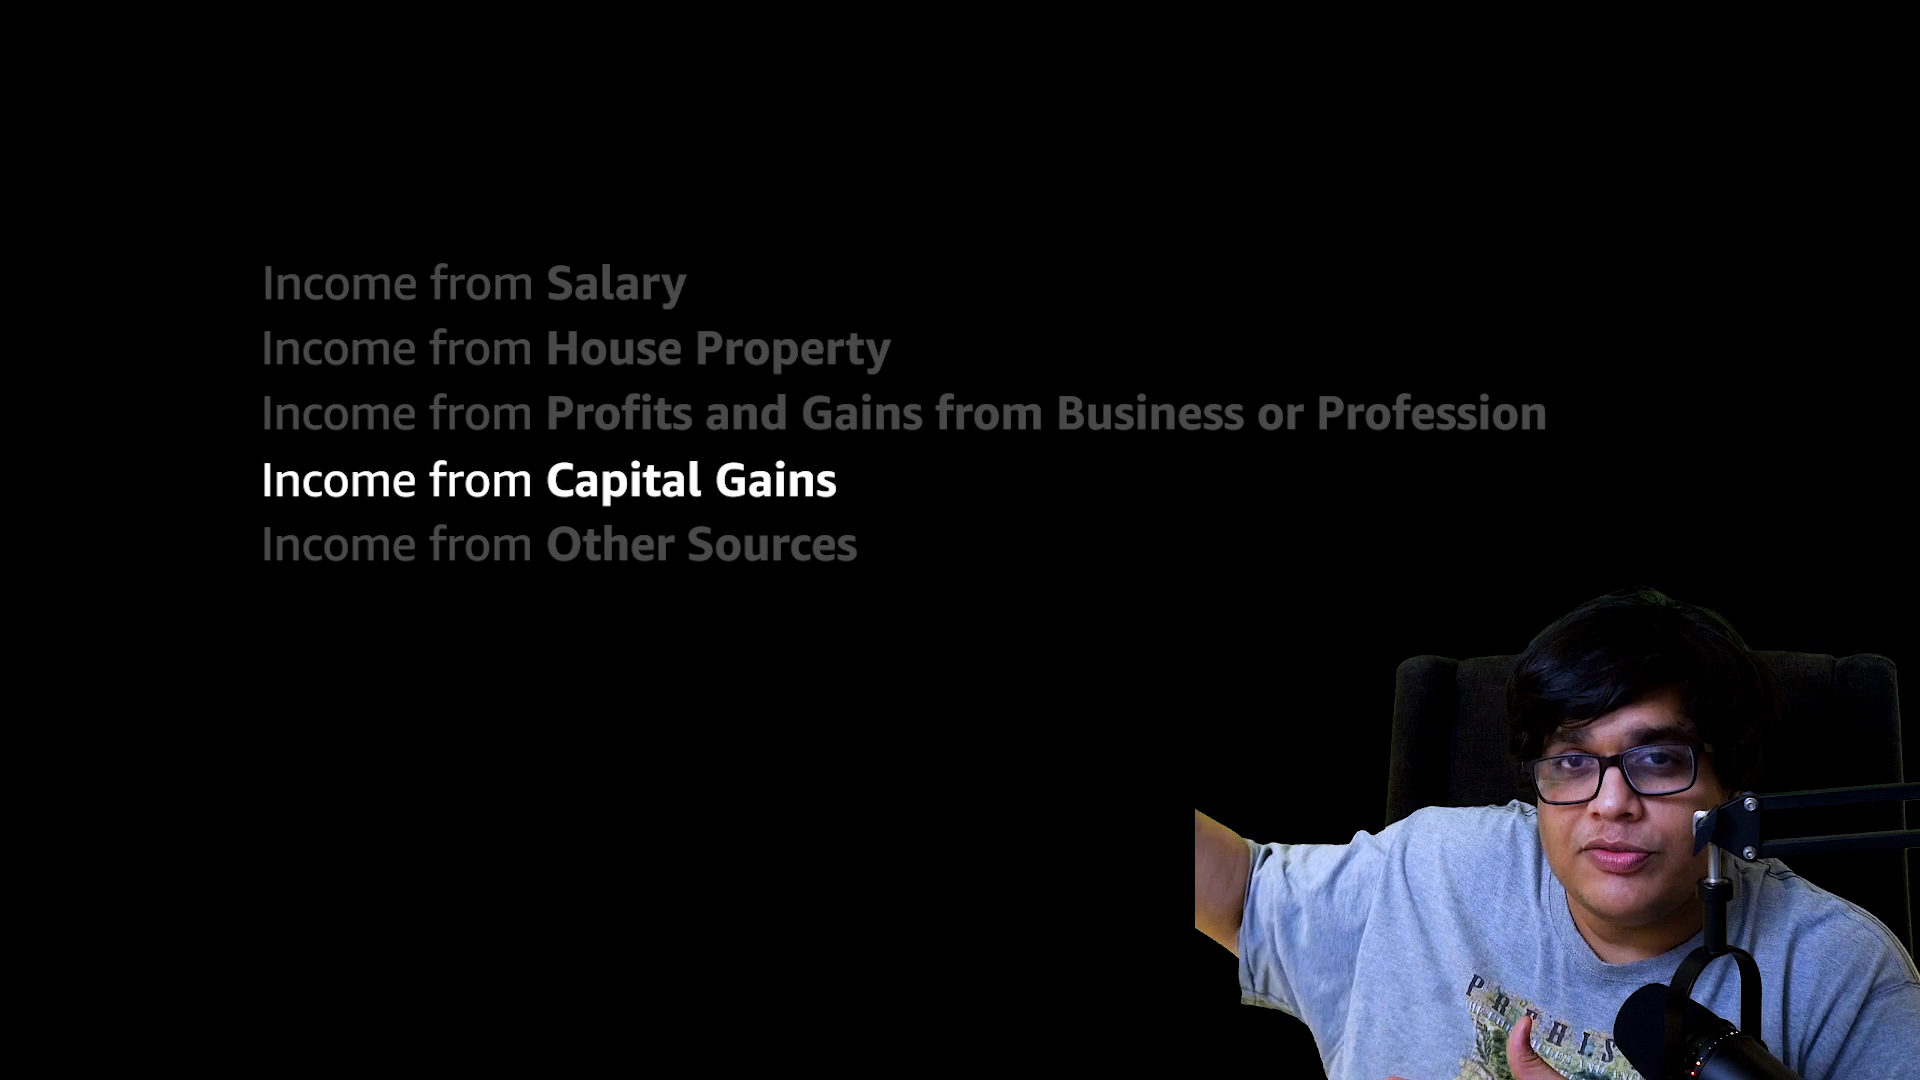 Income from Salary
Income from House Property
Income from Profits and Gains from Business or Profession
Income from Capital Gains
Income from Other Sources